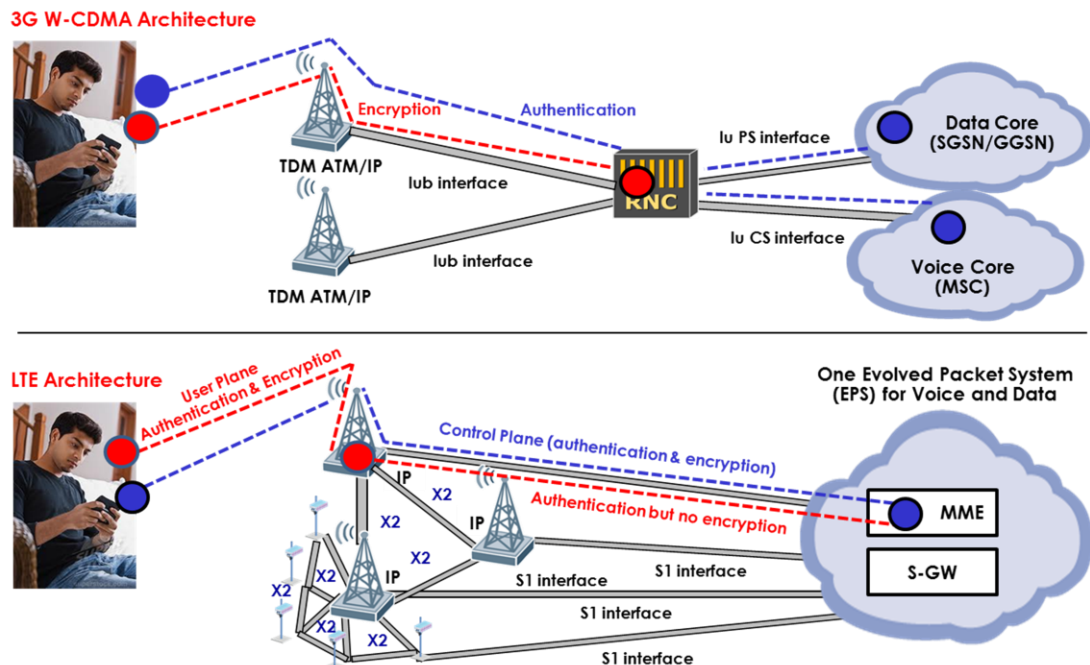 3G W-CDMA Architecture
Encryption
Authentication
TDM ATM/IP
Iub interface
RNC
Iu PS interface
Data Core
(SGSN/GGSN)
Iub interface
Iu CS interface
TDM ATM/IP
Voice Core
(MSC)
LTE Architecture
User Plane
Authentication & Encryption
One Evolved Packet System
(EPS) for Voice and Data
Control Plane (authentication & encryption)
Authentication but no encryption
IP
X2
X2
IP
MME
X2
IP
S1 interface
S1 interface
S-GW
X2
X2
S1 interface
X2
X2
S1 interface